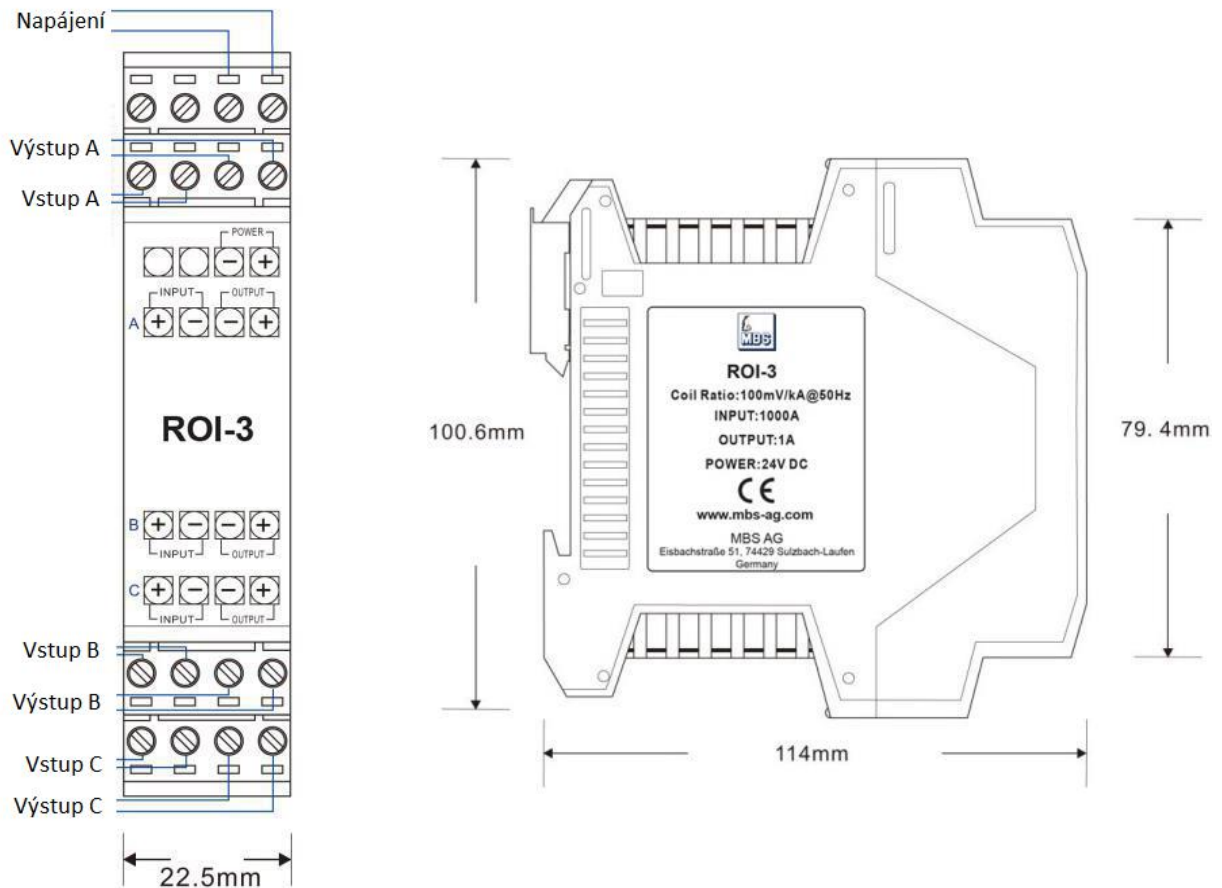 Napájení
Výstup A
Vstup A
POWER
− +
INPUT OUTPUT
A + − − +
ROI-3
B + − − +
INPUT OUTPUT
C + − − +
INPUT OUTPUT
Vstup B
Výstup B
Vstup C
Výstup C
22.5mm
100.6mm
MBS
ROI-3
Coil Ratio:100mV/kA@50Hz
INPUT:1000A
OUTPUT:1A
POWER:24V DC
CE
www.mbs-ag.com
MBS AG
Eisbachstraße 51, 74429 Sulzbach-Laufen
Germany
79.4mm
114mm